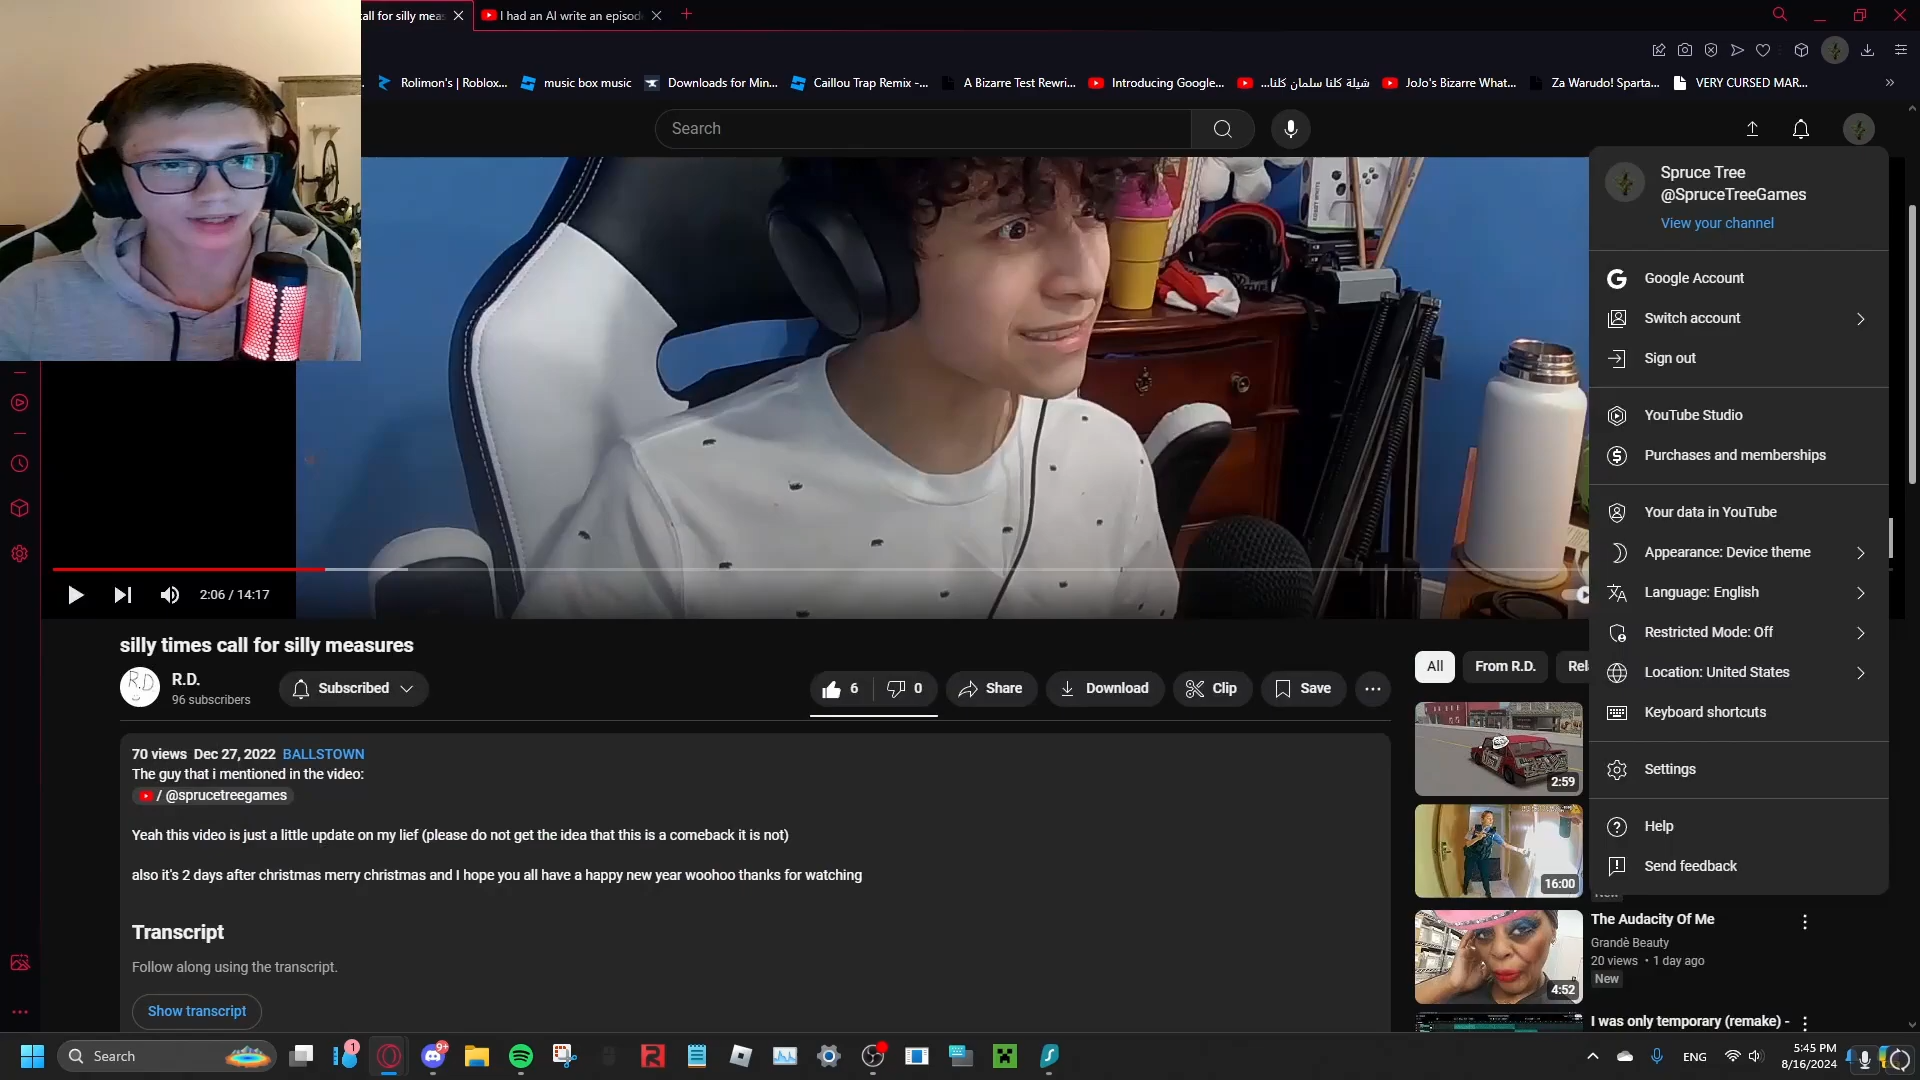 call for silly meas
I had an AI write an episod
Rolimon's | Roblox...
music box music
Downloads for Min...
Caillou Trap Remix -...
A Bizarre Test Rewri...
Introducing Google...
شيلة كلنا سلمان كلنا...
JoJo's Bizarre What...
Za Warudo! Sparta...
VERY CURSED MAR...
Search
Spruce Tree
@SpruceTreeGames
View your channel
Google Account
Switch account
Sign out
YouTube Studio
Purchases and memberships
Your data in YouTube
Appearance: Device theme
Language: English
Restricted Mode: Off
Location: United States
Keyboard shortcuts
Settings
Help
Send feedback
2:06 / 14:17
silly times call for silly measures
R.D.
R.D.
96 subscribers
Subscribed
6
0
Share
Download
Clip
Save
All
From R.D.
Rel
70 views Dec 27, 2022 BALLSTOWN
The guy that i mentioned in the video:
/ @sprucetreegames
Yeah this video is just a little update on my lief (please do not get the idea that this is a comeback it is not)
also it's 2 days after christmas merry christmas and I hope you all have a happy new year woohoo thanks for watching
Transcript
Follow along using the transcript.
Show transcript
2:59
16:00
4:52
The Audacity Of Me
Grandè Beauty
20 views • 1 day ago
New
I was only temporary (remake) -
Search
1
9+
ENG
5:45 PM
8/16/2024